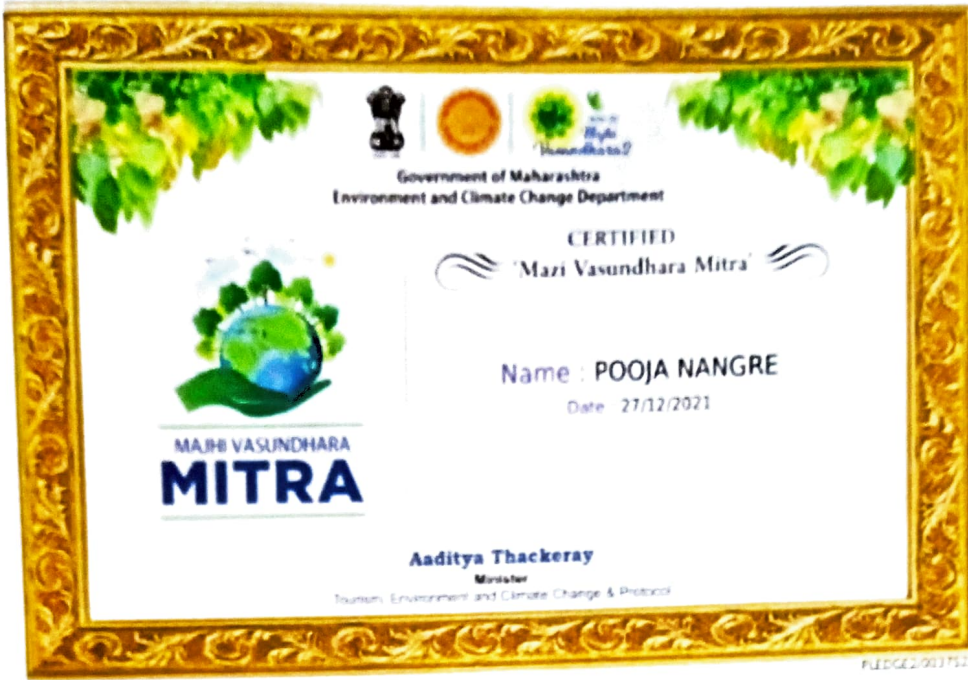 Government of Maharashtra
Environment and Climate Change Department
CERTIFIED
'Mazi Vasundhara Mitra'
Name : POOJA NANGRE
Date 27/12/2021
MAJHI VASUNDHARA
MITRA
Aaditya Thackeray
Minister
Tourism, Environment and Climate Change & Protocol